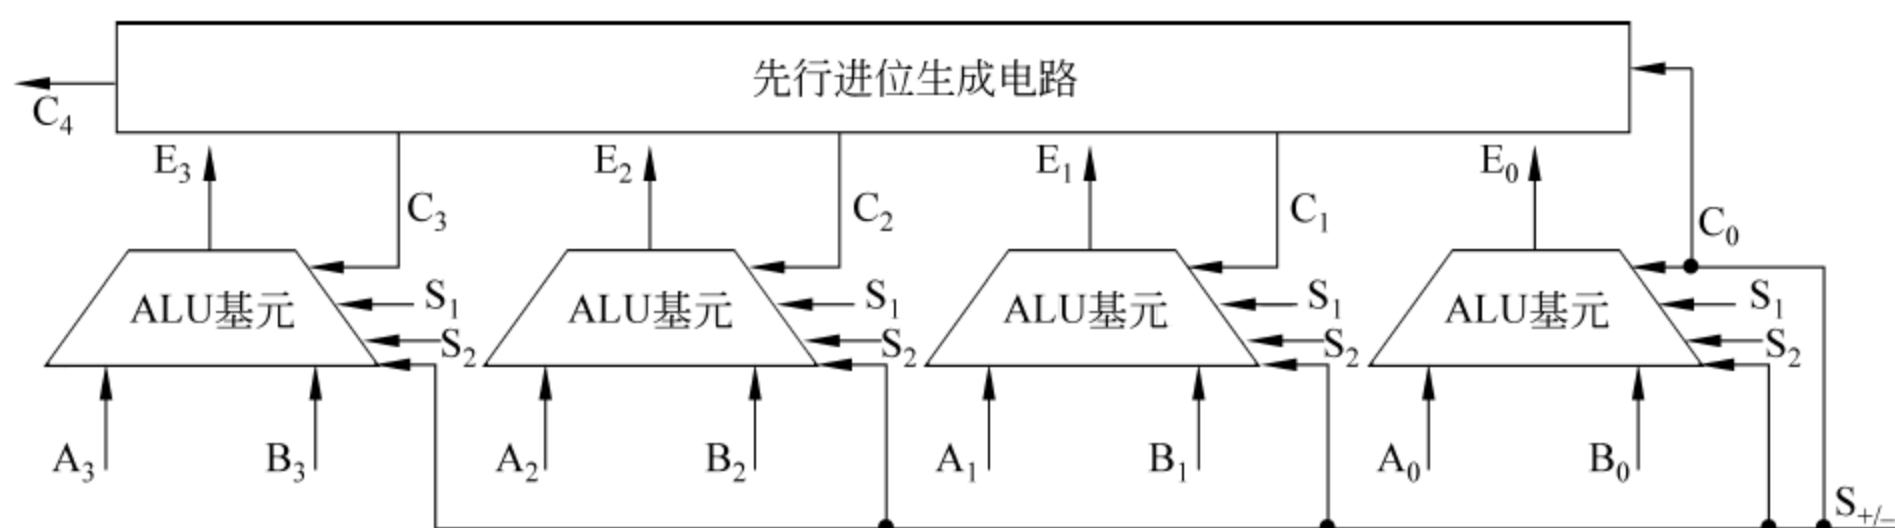 先行进位生成电路
C4
E3 E2 E1 E0
C3 C2 C1 C0
ALU基元 S1 ALU基元 S1 ALU基元 S1 ALU基元 S1
S2 S2 S2 S2
A3 B3 A2 B2 A1 B1 A0 B0
S+/−